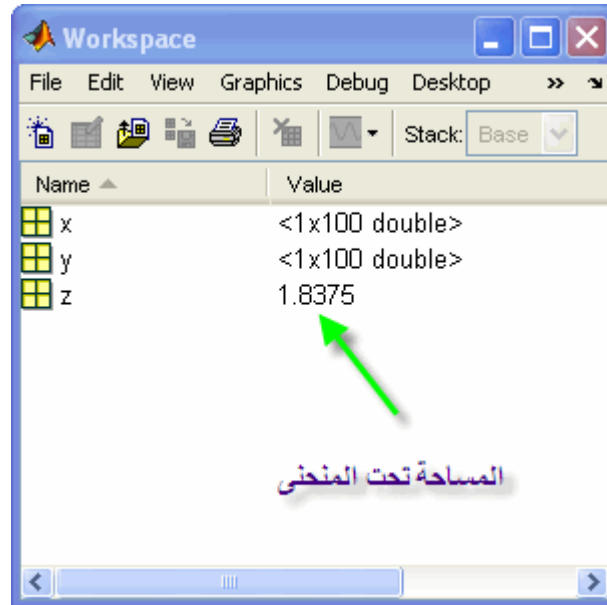 Workspace
File Edit View Graphics Debug Desktop »
Stack: Base
Name Value
x <1x100 double>
y <1x100 double>
z 1.8375
المساحة تحت المنحنى